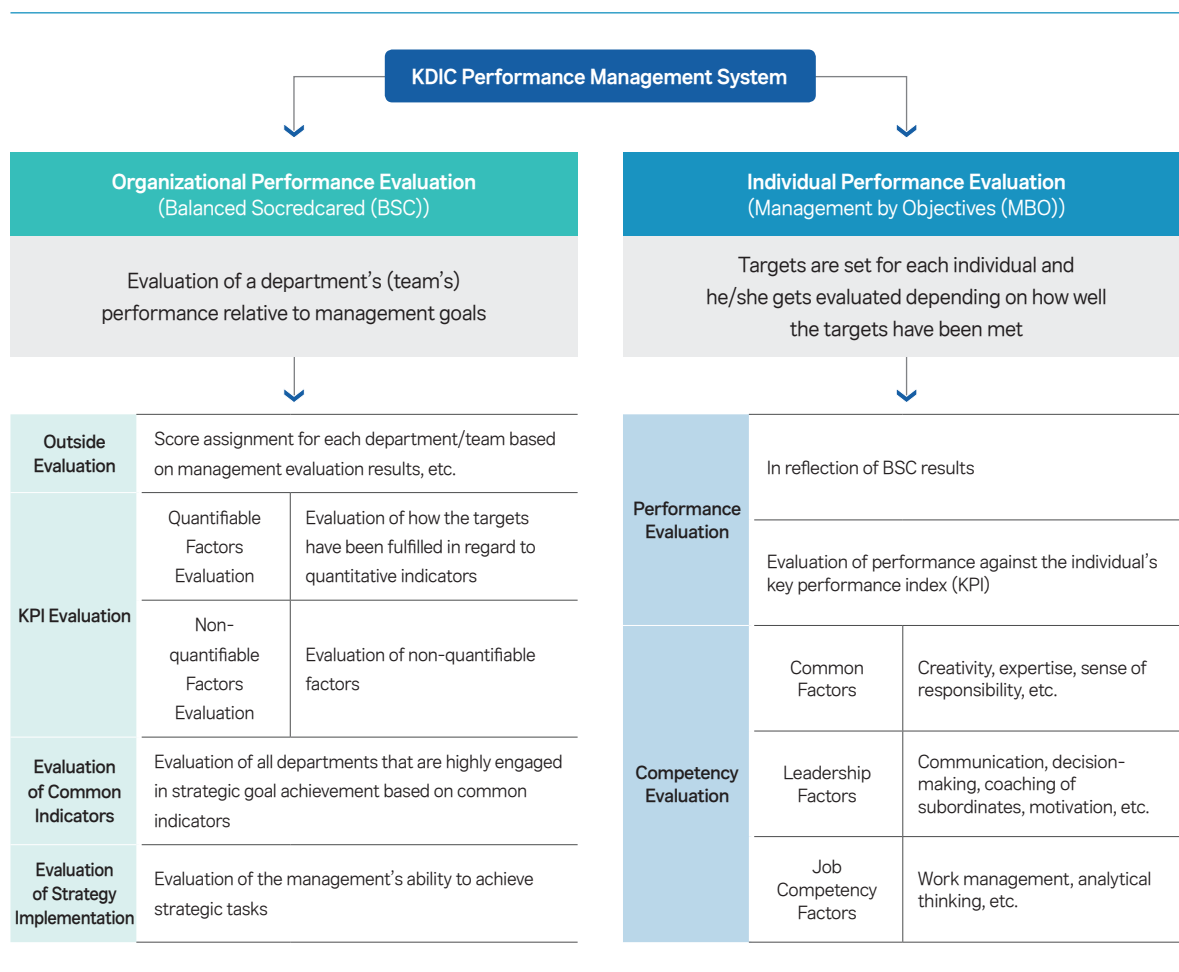 KDIC Performance Management System
Organizational Performance Evaluation
(Balanced Socredcared (BSC))
Evaluation of a department’s (team’s)
performance relative to management goals
Outside
Evaluation
Score assignment for each department/team based
on management evaluation results, etc.
KPI Evaluation
Quantifiable
Factors
Evaluation
Evaluation of how the targets
have been fulfilled in regard to
quantitative indicators
Non-
quantifiable
Factors
Evaluation
Evaluation of non-quantifiable
factors
Evaluation
of Common
Indicators
Evaluation of all departments that are highly engaged
in strategic goal achievement based on common
indicators
Evaluation
of Strategy
Implementation
Evaluation of the management’s ability to achieve
strategic tasks
Individual Performance Evaluation
(Management by Objectives (MBO))
Targets are set for each individual and
he/she gets evaluated depending on how well
the targets have been met
Performance
Evaluation
In reflection of BSC results
Evaluation of performance against the individual’s
key performance index (KPI)
Competency
Evaluation
Common
Factors
Creativity, expertise, sense of
responsibility, etc.
Leadership
Factors
Communication, decision-
making, coaching of
subordinates, motivation, etc.
Job
Competency
Factors
Work management, analytical
thinking, etc.